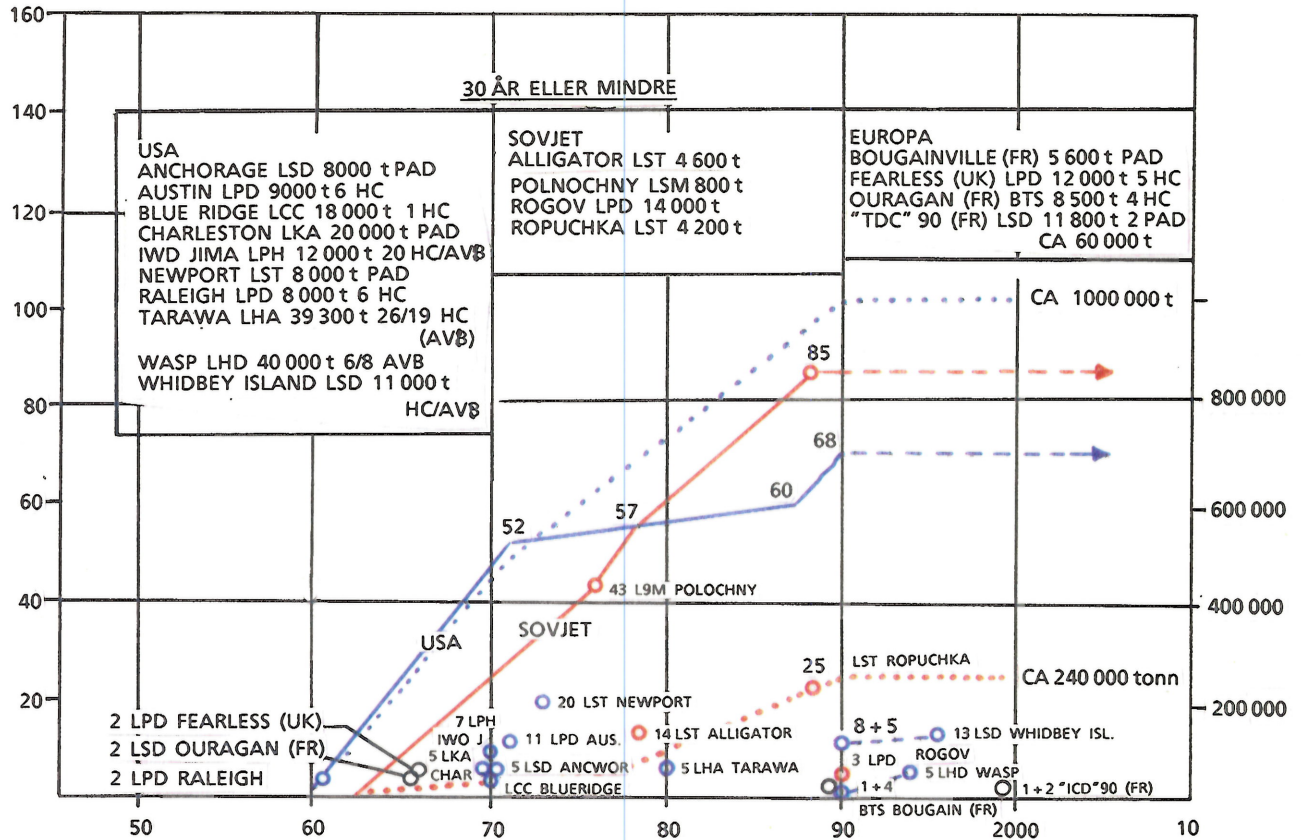 160
140
120
100
80
60
40
20
30 ÅR ELLER MINDRE
USA
ANCHORAGE LSD 8000 t PAD
AUSTIN LPD 9000 t 6 HC
BLUE RIDGE LCC 18 000 t 1 HC
CHARLESTON LKA 20 000 t PAD
IWD JIMA LPH 12 000 t 20 HC/AVB
NEWPORT LST 8 000 t PAD
RALEIGH LPD 8 000 t 6 HC
TARAWA LHA 39 300 t 26/19 HC
(AVB)
WASP LHD 40 000 t 6/8 AVB
WHIDBEY ISLAND LSD 11 000 t
HC/AVB
SOVJET
ALLIGATOR LST 4 600 t
POLNOCHNY LSM 800 t
ROGOV LPD 14 000 t
ROPUCHKA LST 4 200 t
EUROPA
BOUGAINVILLE (FR) 5 600 t PAD
FEARLESS (UK) LPD 12 000 t 5 HC
OURAGAN (FR) BTS 8 500 t 4 HC
"TDC" 90 (FR) LSD 11 800 t 2 PAD
CA 60 000 t
CA 1000 000 t
85
800 000
68
60
600 000
57
52
43 L9M POLOCHNY
400 000
USA
SOVJET
25
LST ROPUCHKA
CA 240 000 tonn
200 000
20 LST NEWPORT
2 LPD FEARLESS (UK)
2 LSD OURAGAN (FR)
2 LPD RALEIGH
7 LPH
IWO J
5 LKA
CHAR
11 LPD AUS.
5 LSD ANCWOR
LCC BLUERIDGE
14 LST ALLIGATOR
5 LHA TARAWA
8 + 5
13 LSD WHIDBEY ISL.
3 LPD
ROGOV
5 LHD WASP
1 + 4
BTS BOUGAIN (FR)
1 + 2 "ICD" 90 (FR)
50
60
70
80
90
2000
10